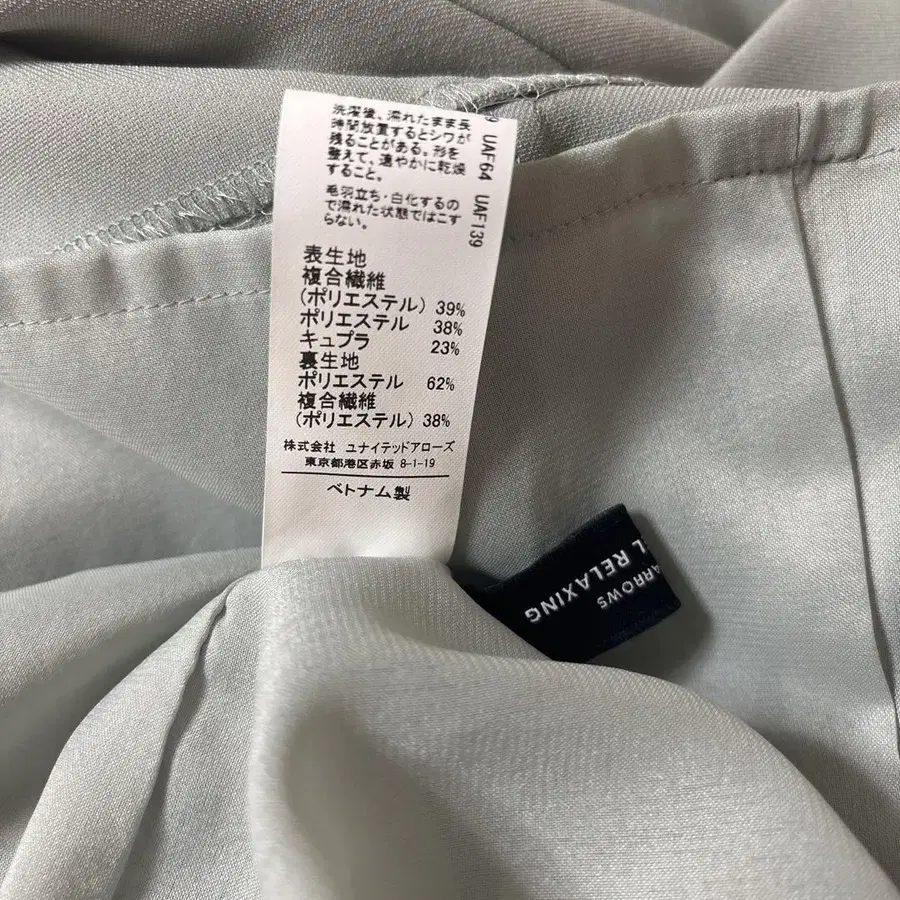 洗濯後、濡れたまま長
時間放置するとシワが
残ることがある。形を
整えて、速やかに乾燥
すること。
毛羽立ち・白化するの
で濡れた状態ではこす
らない。
9 UAF64 UAF139
表生地
複合繊維
(ポリエステル) 39%
ポリエステル 38%
キュプラ 23%
裏生地
ポリエステル 62%
複合繊維
(ポリエステル) 38%
株式会社 ユナイテッドアローズ
東京都港区赤坂 8-1-19
ベトナム製
ARROWS
L RELAXING